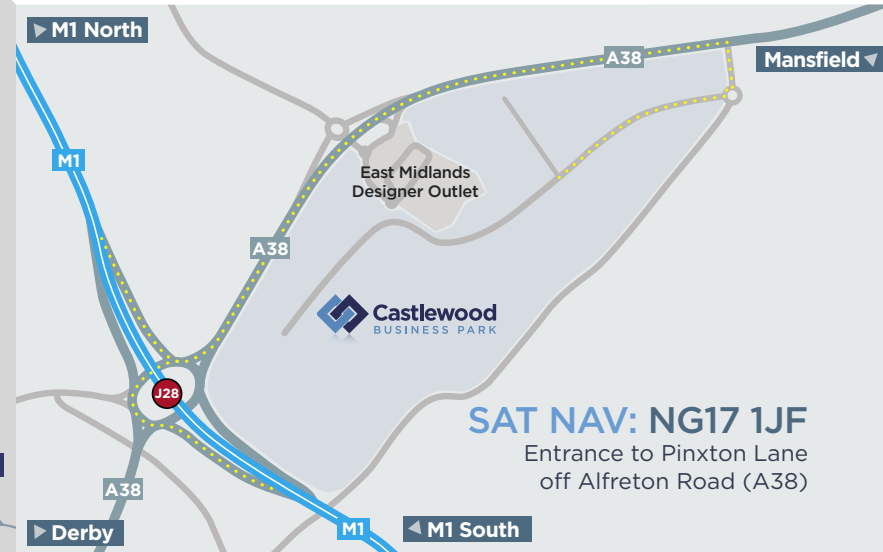 M1 North
A38
Mansfield
M1
East Midlands
Designer Outlet
A38
Castlewood
BUSINESS PARK
J28
SAT NAV: NG17 1JF
Entrance to Pinxton Lane
off Alfreton Road (A38)
A38
Derby
M1
M1 South